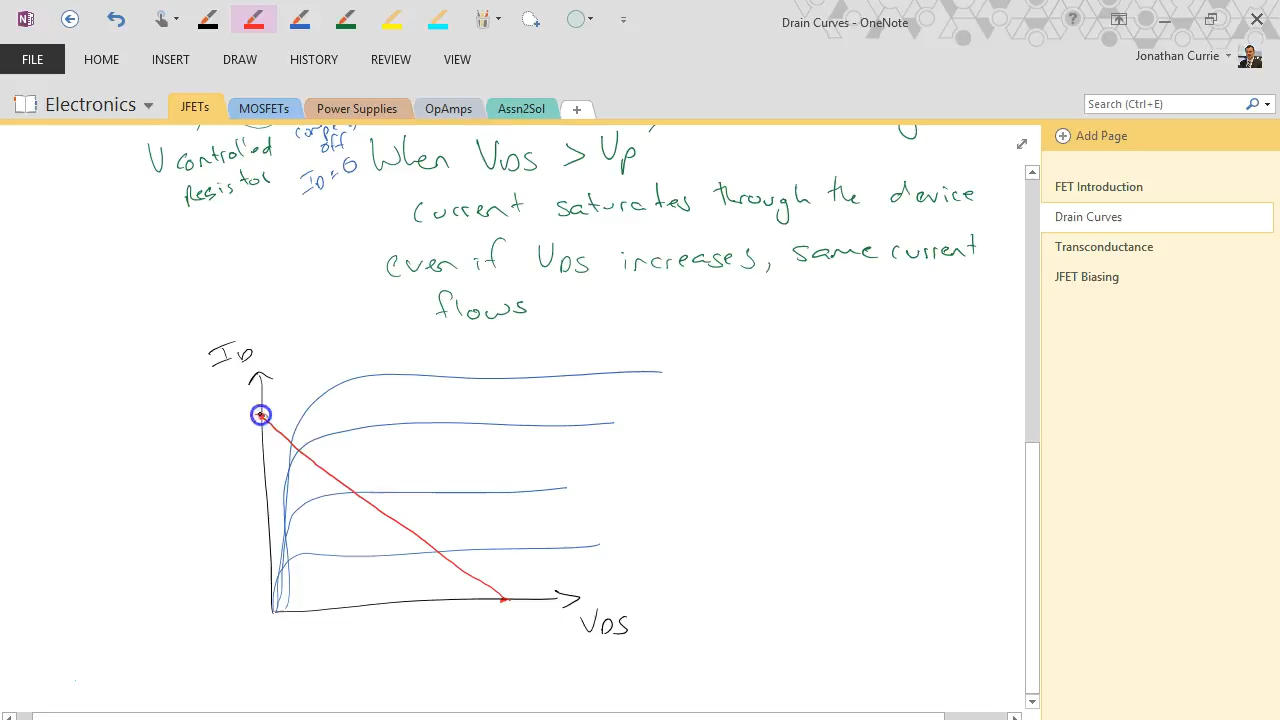 Drain Curves - OneNote
?
Jonathan Currie
FILE
HOME
INSERT
DRAW
HISTORY
REVIEW
VIEW
Electronics
JFETs
MOSFETs
Power Supplies
OpAmps
Assn2Sol
Search (Ctrl+E)
Add Page
FET Introduction
Drain Curves
Transconductance
JFET Biasing
V controlled
Resistor
off
ID = 0
When VDS > Vp
current saturates through the device
even if VDS increases, same current
flows
ID
VDS